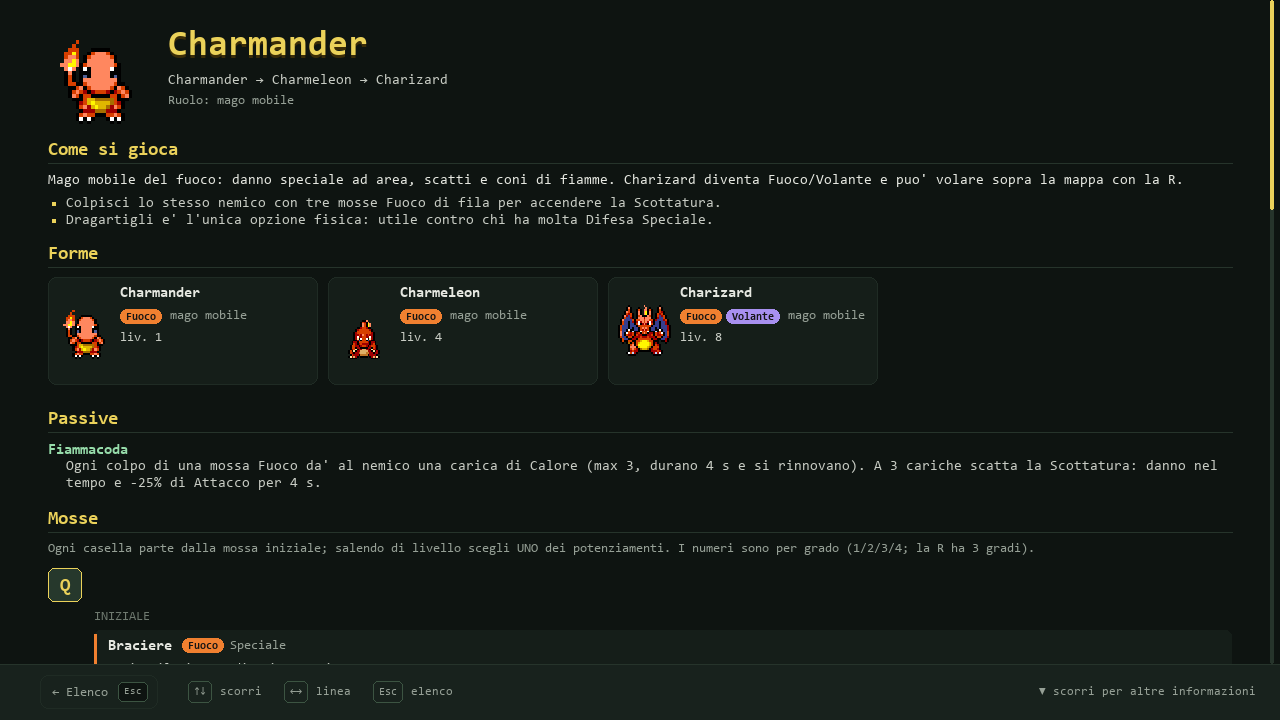 Charmander
Charmander → Charmeleon → Charizard
Ruolo: mago mobile
Come si gioca
Mago mobile del fuoco: danno speciale ad area, scatti e coni di fiamme. Charizard diventa Fuoco/Volante e puo' volare sopra la mappa con la R.
Colpisci lo stesso nemico con tre mosse Fuoco di fila per accendere la Scottatura.
Dragartigli e' l'unica opzione fisica: utile contro chi ha molta Difesa Speciale.
Forme
Charmander
Fuoco mago mobile
liv. 1
Charmeleon
Fuoco mago mobile
liv. 4
Charizard
Fuoco Volante mago mobile
liv. 8
Passive
Fiammacoda
Ogni colpo di una mossa Fuoco da' al nemico una carica di Calore (max 3, durano 4 s e si rinnovano). A 3 cariche scatta la Scottatura: danno nel
tempo e -25% di Attacco per 4 s.
Mosse
Ogni casella parte dalla mossa iniziale; salendo di livello scegli UNO dei potenziamenti. I numeri sono per grado (1/2/3/4; la R ha 3 gradi).
Q
INIZIALE
Braciere Fuoco Speciale
← Elenco Esc ↑↓ scorri ↔ linea Esc elenco ▼ scorri per altre informazioni